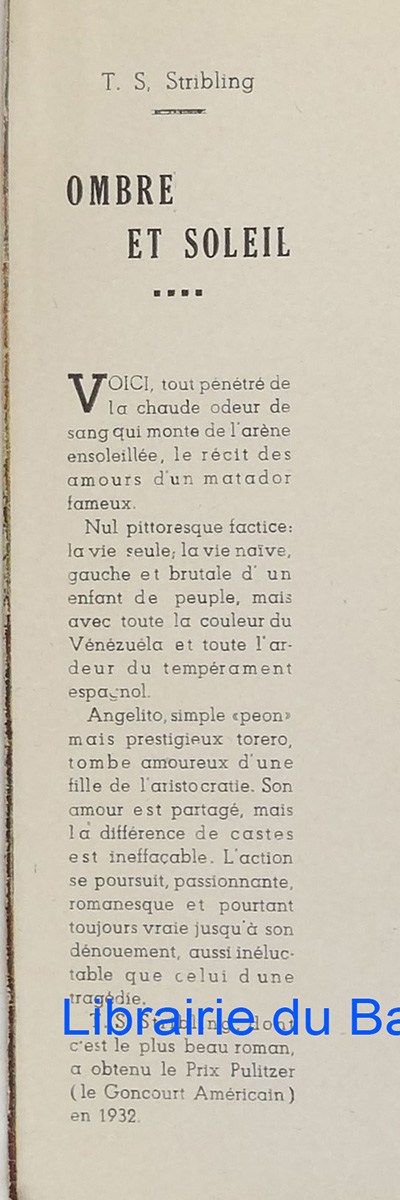 T. S, Stribling
OMBRE
ET SOLEIL
VOICI, tout pénétré de
la chaude odeur de
sang qui monte de l'arène
ensoleillée, le récit des
amours d'un matador
fameux.
Nul pittoresque factice:
la vie seule; la vie naïve,
gauche et brutale d' un
enfant de peuple, mais
avec toute la couleur du
Vénézuéla et toute l'ar-
deur du tempérament
espagnol.
Angelito, simple «peon»
mais prestigieux torero,
tombe amoureux d'une
fille de l'aristocratie. Son
amour est partagé, mais
la différence de castes
est ineffaçable. L'action
se poursuit, passionnante,
romanesque et pourtant
toujours vraie jusqu'à son
dénouement, aussi inéluc-
table que celui d une
tragédie.
T. S. Stribling, dont
Librairie du Ba
c'est le plus beau roman,
a obtenu le Prix Pulitzer
(le Goncourt Américain)
en 1932.